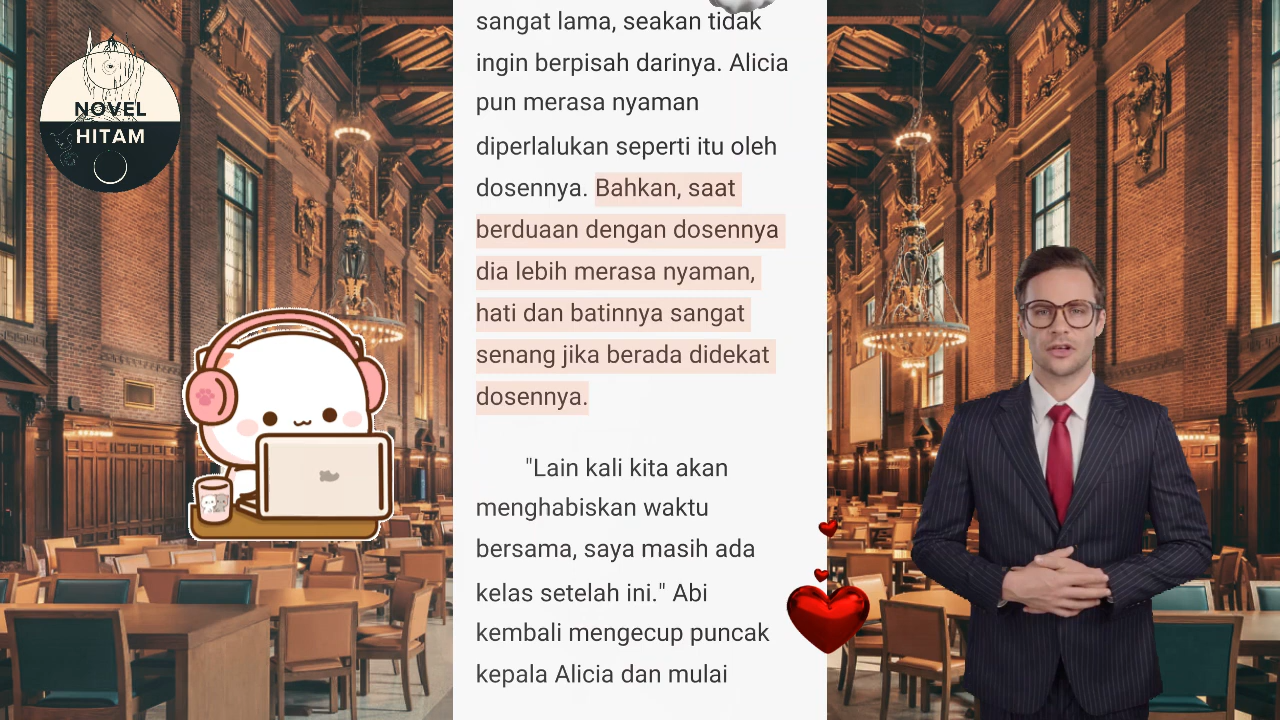 NOVEL
HITAM
sangat lama, seakan tidak
ingin berpisah darinya. Alicia
pun merasa nyaman
diperlalukan seperti itu oleh
dosennya. Bahkan, saat
berduaan dengan dosennya
dia lebih merasa nyaman,
hati dan batinnya sangat
senang jika berada didekat
dosennya.
"Lain kali kita akan
menghabiskan waktu
bersama, saya masih ada
kelas setelah ini." Abi
kembali mengecup puncak
kepala Alicia dan mulai